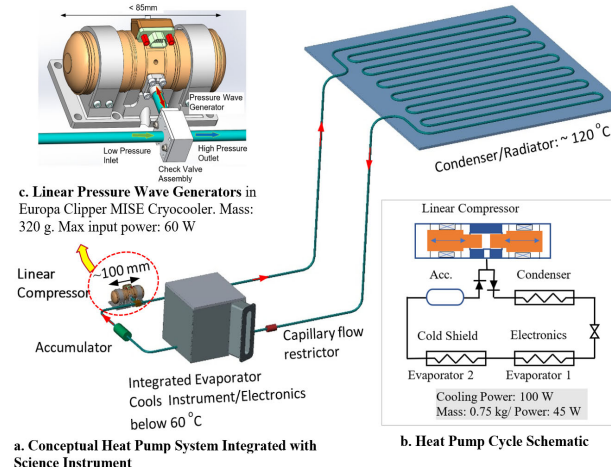 < 85mm
Pressure Wave
Generator
Low Pressure
Inlet
High Pressure
Outlet
Check Valve
Assembly
c. Linear Pressure Wave Generators in
Europa Clipper MISE Cryocooler. Mass:
320 g. Max input power: 60 W
Condenser/Radiator: ~ 120 °C
Linear
Compressor
~100 mm
Accumulator
Capillary flow
restrictor
Integrated Evaporator
Cools Instrument/Electronics
below 60 °C
a. Conceptual Heat Pump System Integrated with
Science Instrument
Linear Compressor
Acc.
Condenser
Cold Shield
Electronics
Evaporator 2
Evaporator 1
Cooling Power: 100 W
Mass: 0.75 kg/ Power: 45 W
b. Heat Pump Cycle Schematic